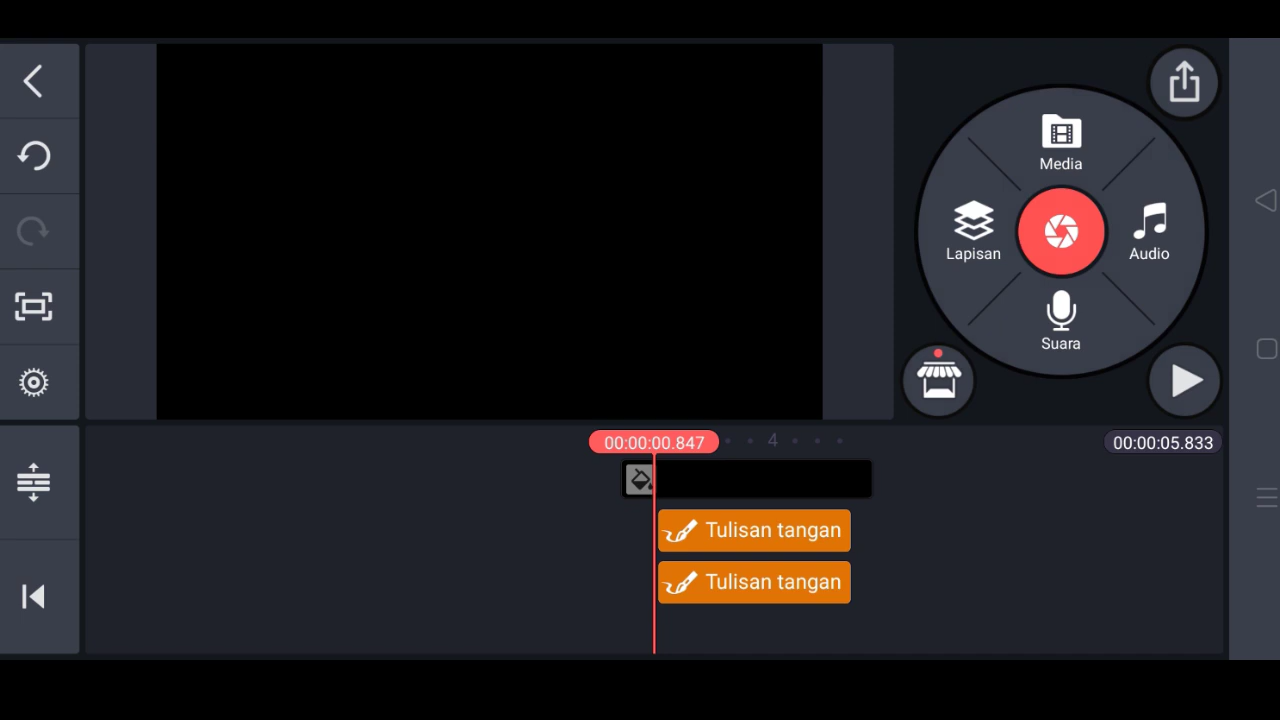 Media
Lapisan
Audio
Suara
00:00:00.847
4
00:00:05.833
Tulisan tangan
Tulisan tangan